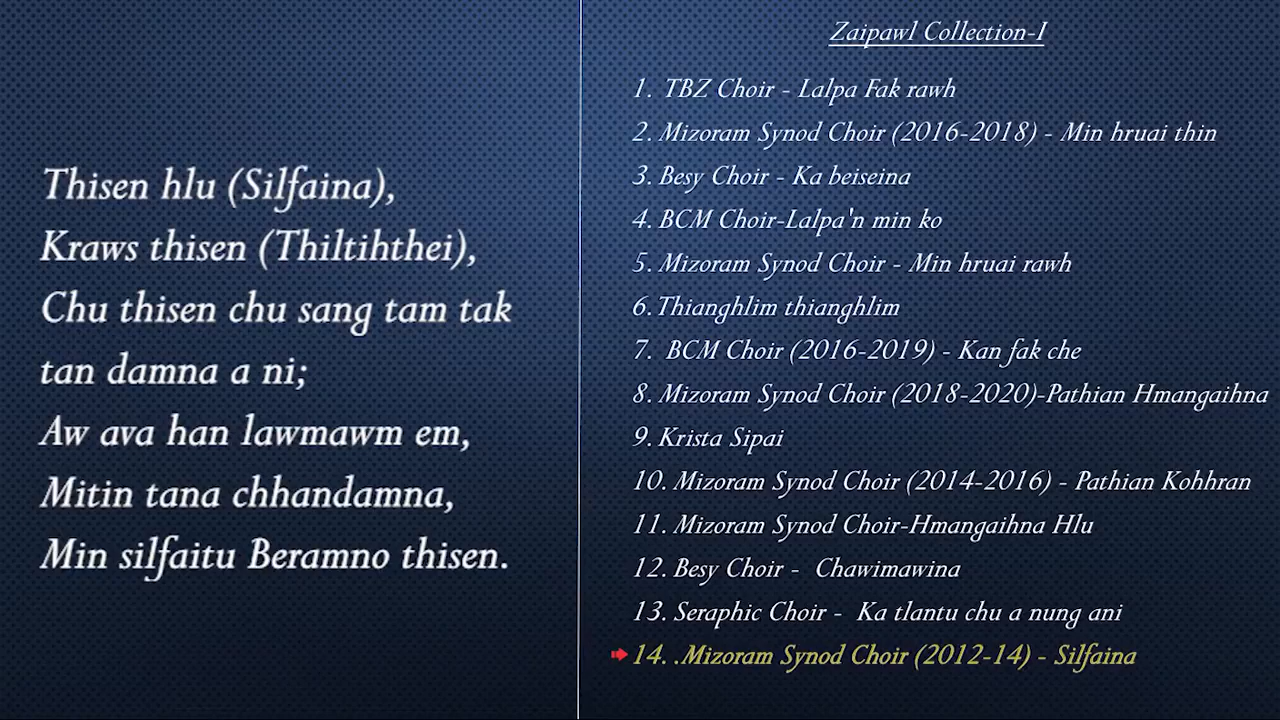 Thisen hlu (Silfaina),
Kraws thisen (Thiltihthei),
Chu thisen chu sang tam tak
tan damna a ni;
Aw ava han lawmawm em,
Mitin tana chhandamna,
Min silfaitu Beramno thisen.
Zaipawl Collection-I
1. TBZ Choir - Lalpa Fak rawh
2. Mizoram Synod Choir (2016-2018) - Min hruai thin
3. Besy Choir - Ka beiseina
4. BCM Choir-Lalpa'n min ko
5. Mizoram Synod Choir - Min hruai rawh
6. Thianghlim thianghlim
7. BCM Choir (2016-2019) - Kan fak che
8. Mizoram Synod Choir (2018-2020)-Pathian Hmangaihna
9. Krista Sipai
10. Mizoram Synod Choir (2014-2016) - Pathian Kohhran
11. Mizoram Synod Choir-Hmangaihna Hlu
12. Besy Choir - Chawimawina
13. Seraphic Choir - Ka tlantu chu a nung ani
14. .Mizoram Synod Choir (2012-14) - Silfaina